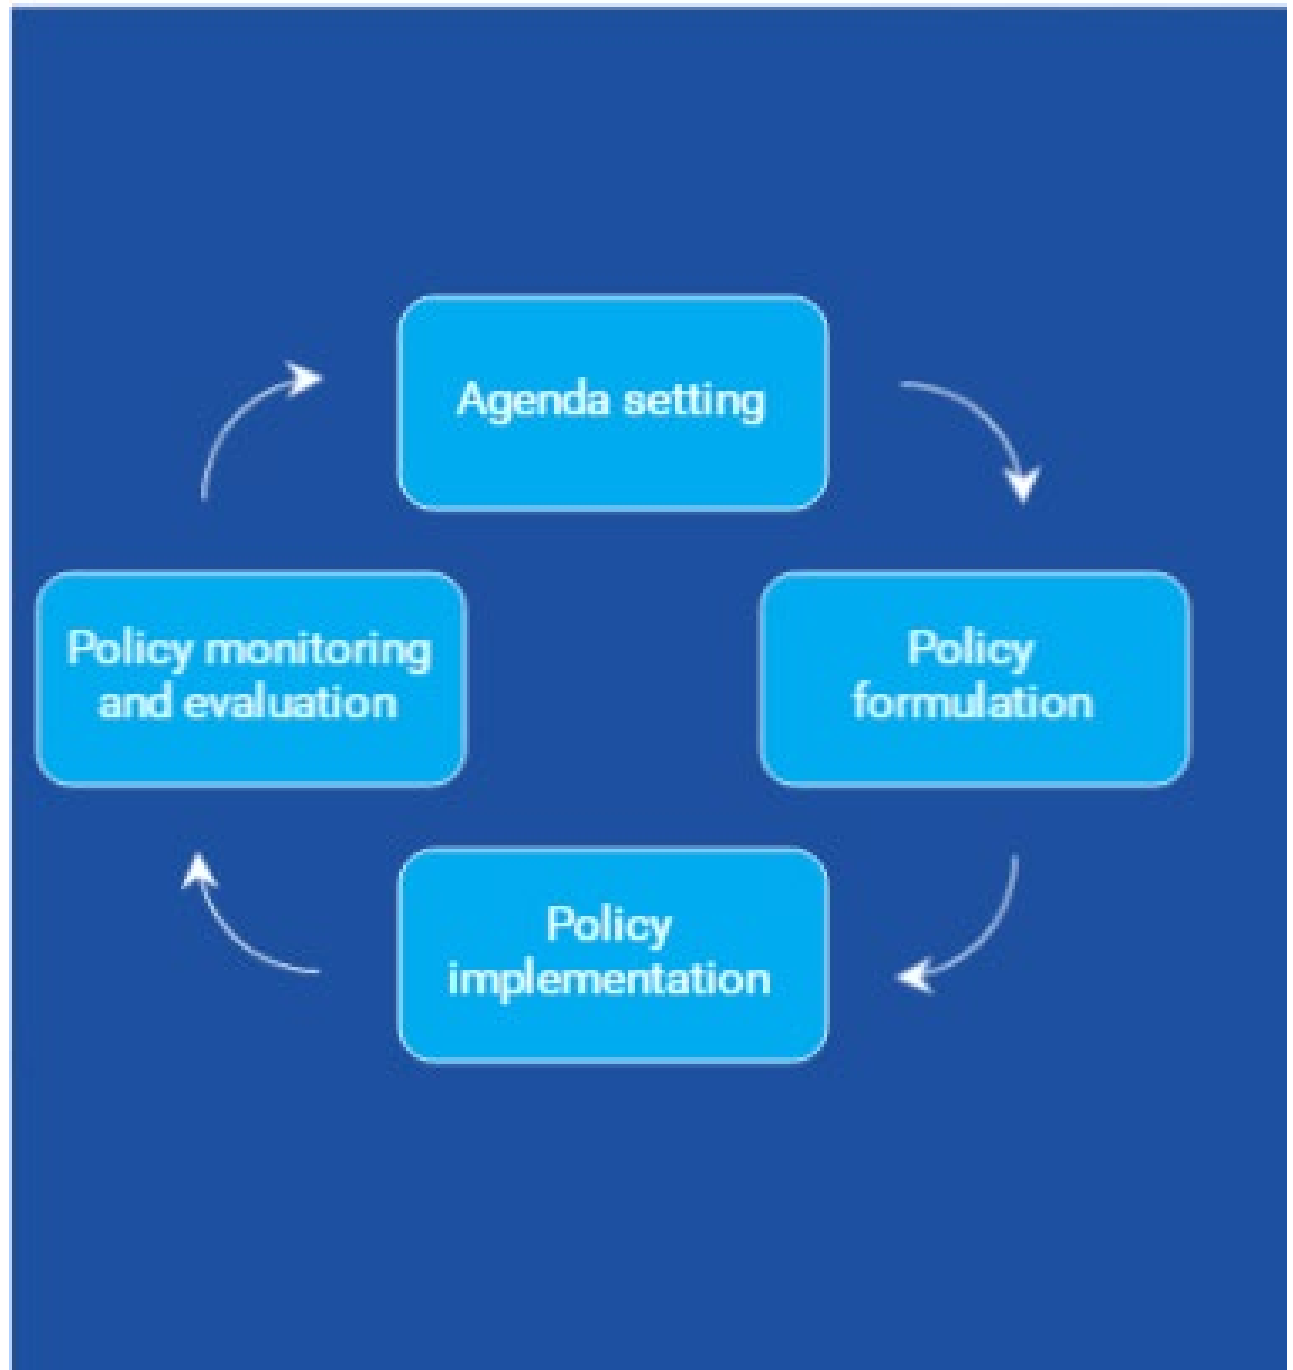 Agenda setting
Policy monitoring
and evaluation
Policy
formulation
Policy
implementation